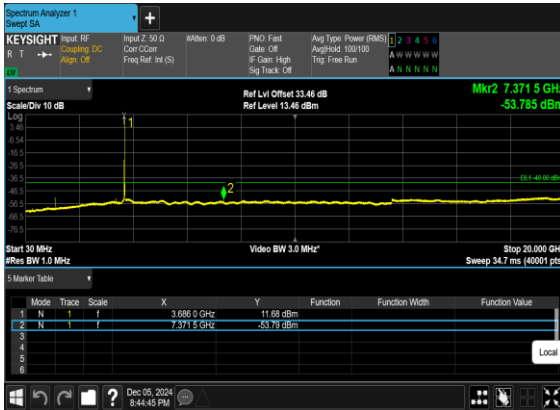 Spectrum Analyzer 1
Swept SA
+
KEYSIGHT Input: RF Input Z: 50 Ω #Atten: 0 dB PNO: Fast Avg Type: Power (RMS) 1 2 3 4 5 6
R T Coupling: DC Corr CCorr Gate: Off Avg|Hold: 100/100 A W W W W W
Align: Off Freq Ref: Int (S) IF Gain: High Trig: Free Run
Sig Track: Off A N N N N N
1 Spectrum Mkr2 7.371 5 GHz
Ref Lvl Offset 33.46 dB
Scale/Div 10 dB Ref Level 13.46 dBm -53.785 dBm
Log
1
3.46
-6.54
-16.5
-26.5
-36.5
DL1 -40.00 dBm
-46.5
2
-56.5
-66.5
-76.5
Start 30 MHz Video BW 3.0 MHz* Stop 20.000 GHz
#Res BW 1.0 MHz Sweep 34.7 ms (40001 pts)
5 Marker Table
Mode Trace Scale X Y Function Function Width Function Value
1 N 1 f 3.686 0 GHz 11.68 dBm
2 N 1 f 7.371 5 GHz -53.79 dBm
3
4
5
6
Local
? Dec 05, 2024
8:44:45 PM